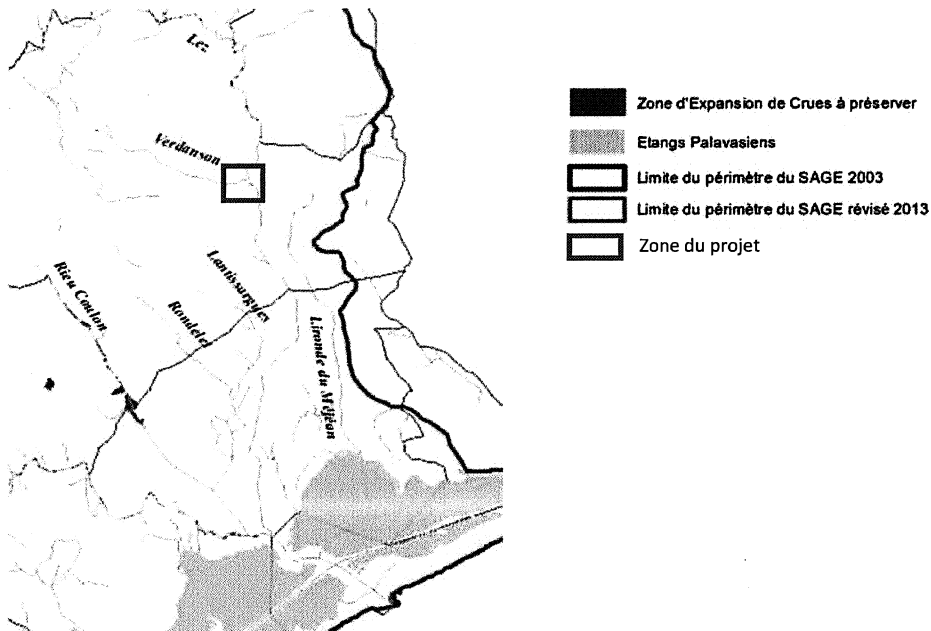 Lez
Verdanson
Rieu Coulon
Rondelet
Lantissargues
Lironde du Méjean
Zone d'Expansion de Crues à préserver
Etangs Palavasiens
Limite du périmètre du SAGE 2003
Limite du périmètre du SAGE révisé 2013
Zone du projet